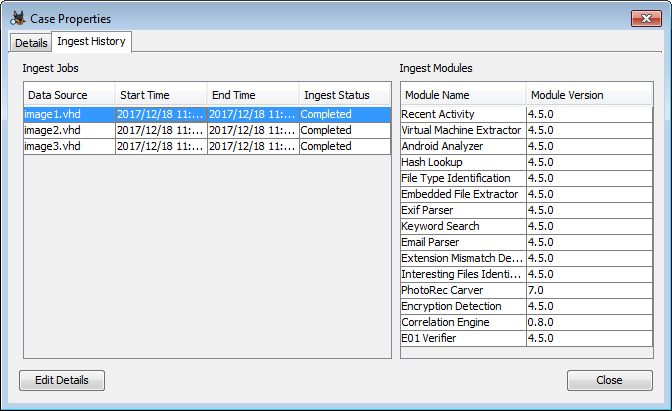 Case Properties
Details Ingest History
Ingest Jobs
Data Source Start Time End Time Ingest Status
image1.vhd 2017/12/18 11:... 2017/12/18 11:... Completed
image2.vhd 2017/12/18 11:... 2017/12/18 11:... Completed
image3.vhd 2017/12/18 11:... 2017/12/18 11:... Completed
Ingest Modules
Module Name Module Version
Recent Activity 4.5.0
Virtual Machine Extractor 4.5.0
Android Analyzer 4.5.0
Hash Lookup 4.5.0
File Type Identification 4.5.0
Embedded File Extractor 4.5.0
Exif Parser 4.5.0
Keyword Search 4.5.0
Email Parser 4.5.0
Extension Mismatch De... 4.5.0
Interesting Files Identi... 4.5.0
PhotoRec Carver 7.0
Encryption Detection 4.5.0
Correlation Engine 0.8.0
E01 Verifier 4.5.0
Edit Details Close